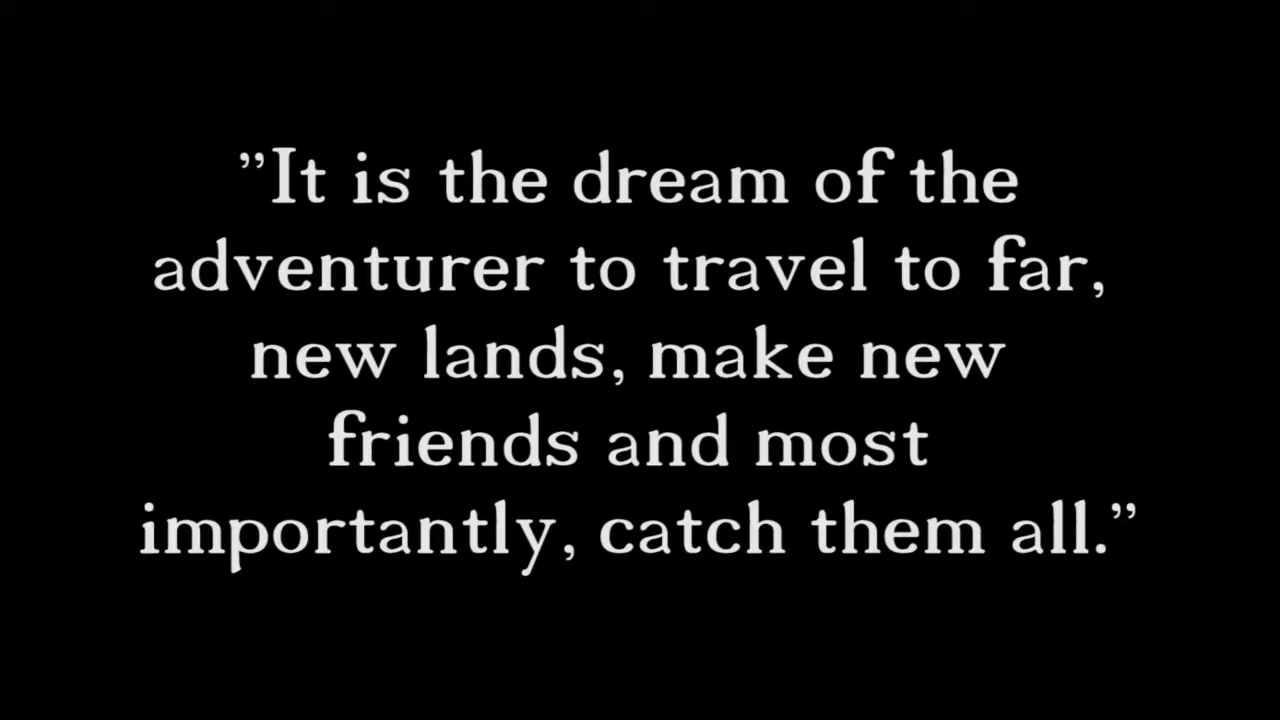 ”It is the dream of the
adventurer to travel to far,
new lands, make new
friends and most
importantly, catch them all.”